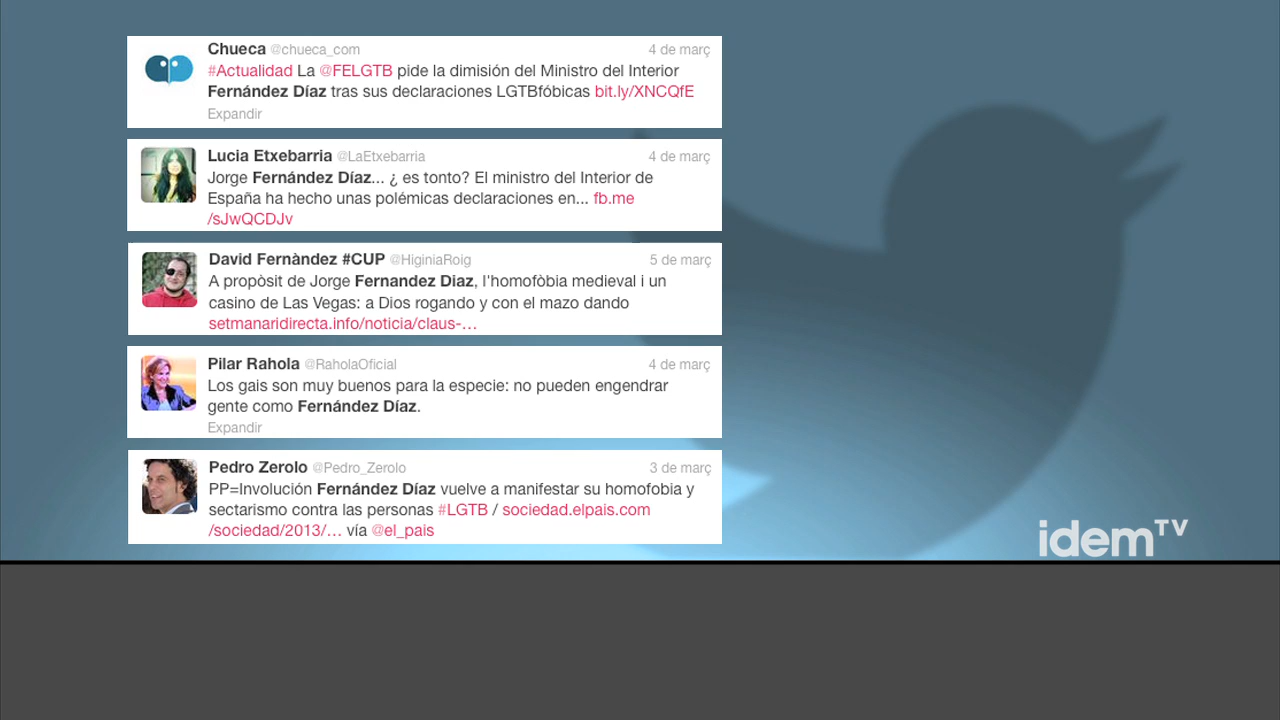 Chueca @chueca_com 4 de març
#Actualidad La @FELGTB pide la dimisión del Ministro del Interior
Fernández Díaz tras sus declaraciones LGTBfóbicas bit.ly/XNCQfE
Expandir
Lucia Etxebarria @LaEtxebarria 4 de març
Jorge Fernández Díaz... ¿ es tonto? El ministro del Interior de
España ha hecho unas polémicas declaraciones en... fb.me
/sJwQCDJv
David Fernàndez #CUP @HiginiaRoig 5 de març
A propòsit de Jorge Fernandez Diaz, l'homofòbia medieval i un
casino de Las Vegas: a Dios rogando y con el mazo dando
setmanaridirecta.info/noticia/claus-…
Pilar Rahola @RaholaOficial 4 de març
Los gais son muy buenos para la especie: no pueden engendrar
gente como Fernández Díaz.
Expandir
Pedro Zerolo @Pedro_Zerolo 3 de març
PP=Involución Fernández Díaz vuelve a manifestar su homofobia y
sectarismo contra las personas #LGTB / sociedad.elpais.com
/sociedad/2013/… vía @el_pais
idemTV